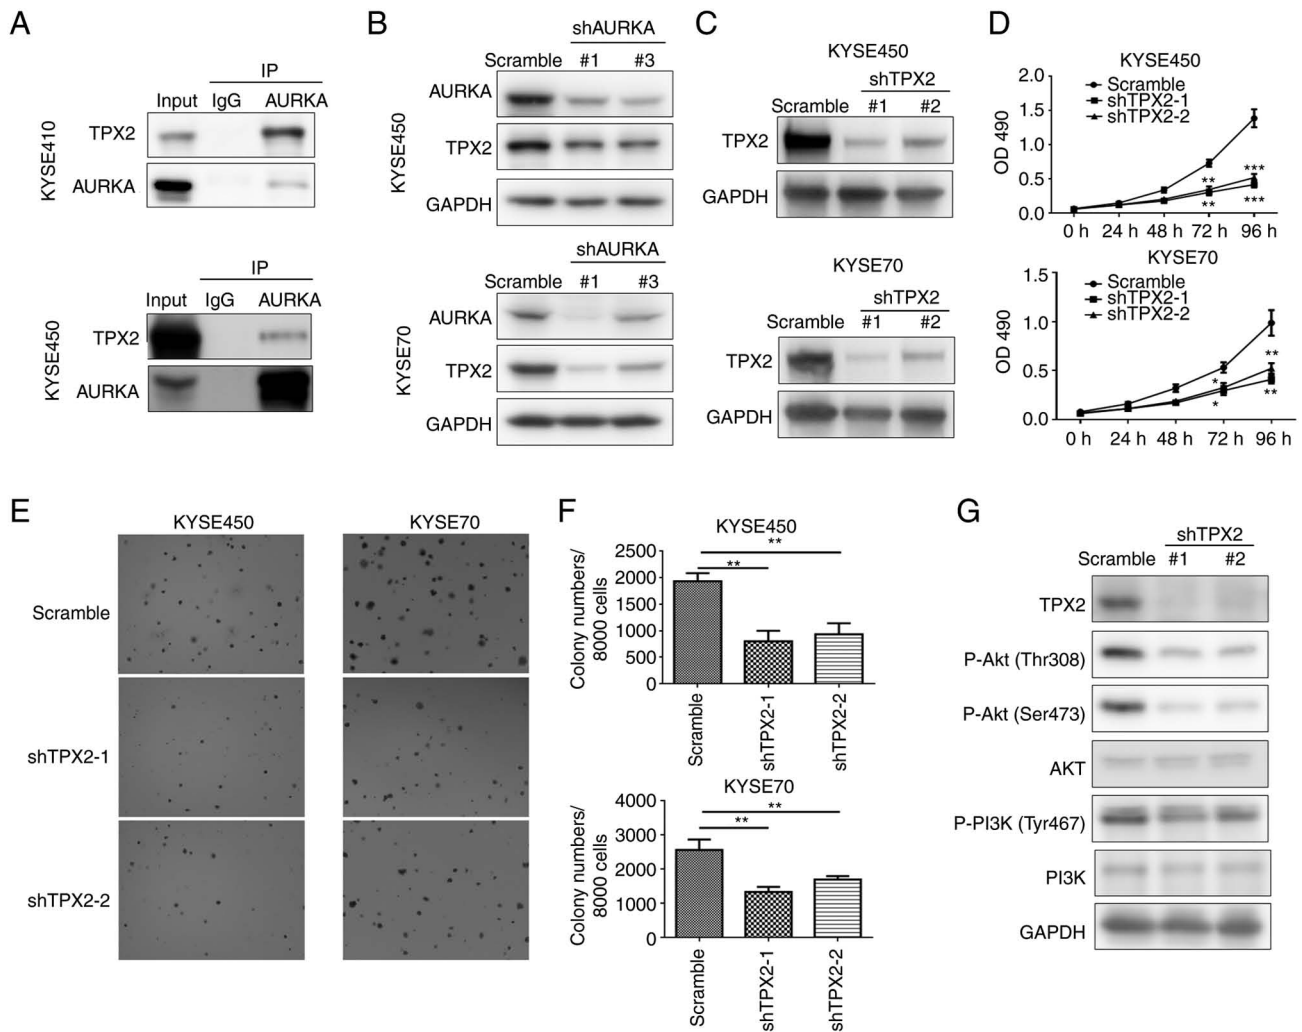 A
IP
Input IgG AURKA
KYSE410
TPX2
AURKA
IP
Input IgG AURKA
KYSE450
TPX2
AURKA
B
shAURKA
Scramble #1 #3
KYSE450
AURKA
TPX2
GAPDH
shAURKA
Scramble #1 #3
KYSE70
AURKA
TPX2
GAPDH
C
KYSE450
shTPX2
Scramble #1 #2
TPX2
GAPDH
KYSE70
shTPX2
Scramble #1 #2
TPX2
GAPDH
D
KYSE450
OD 490
2.0
1.5
1.0
0.5
0.0
Scramble
shTPX2-1
shTPX2-2
**
**
***
***
0 h 24 h 48 h 72 h 96 h
KYSE70
OD 490
1.5
1.0
0.5
0.0
Scramble
shTPX2-1
shTPX2-2
*
*
**
**
0 h 24 h 48 h 72 h 96 h
E
KYSE450 KYSE70
Scramble
shTPX2-1
shTPX2-2
F
KYSE450
Colony numbers/
8000 cells
2500
2000
1500
1000
500
0
**
**
Scramble
shTPX2-1
shTPX2-2
KYSE70
Colony numbers/
8000 cells
4000
3000
2000
1000
0
**
**
Scramble
shTPX2-1
shTPX2-2
G
shTPX2
Scramble #1 #2
TPX2
P-Akt (Thr308)
P-Akt (Ser473)
AKT
P-PI3K (Tyr467)
PI3K
GAPDH